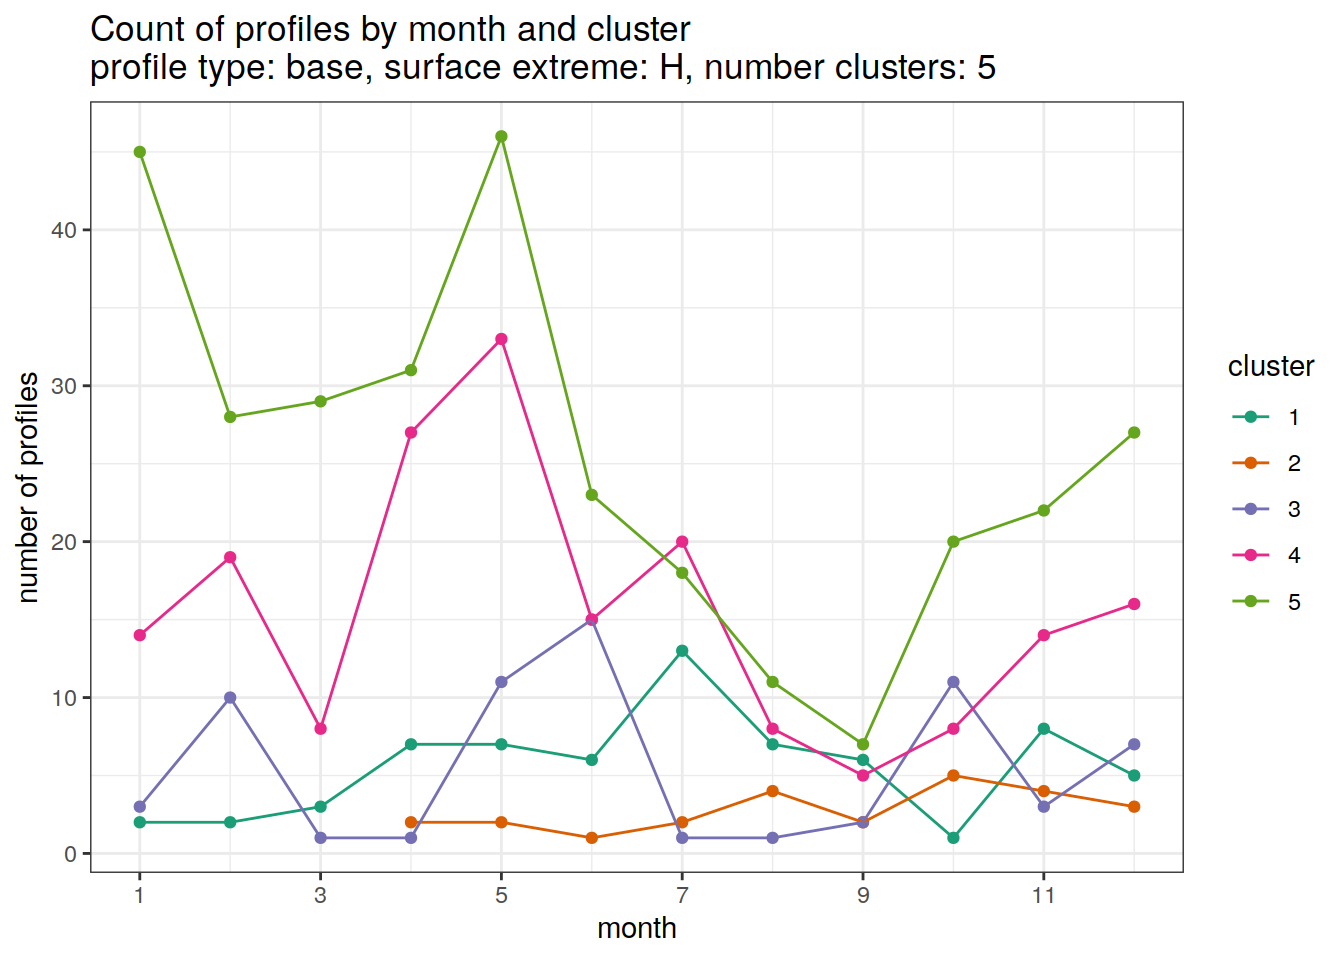 Count of profiles by month and cluster
profile type: base, surface extreme: H, number clusters: 5
number of profiles
40
30
20
10
0
1 3 5 7 9 11
month
cluster
1
2
3
4
5